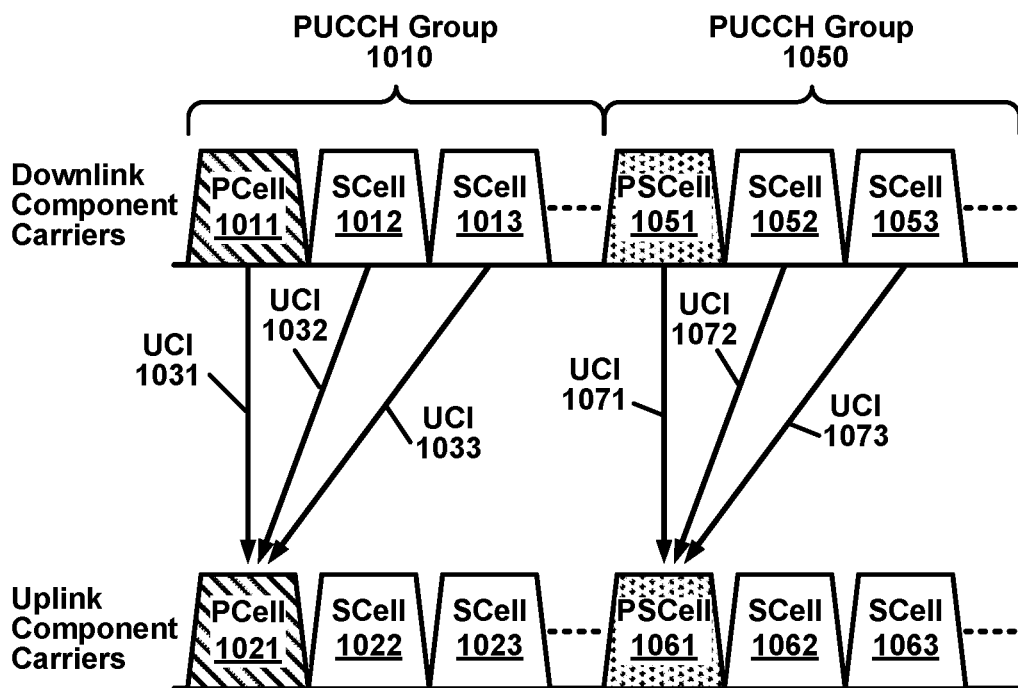 PUCCH Group
1010
PUCCH Group
1050
Downlink
Component
Carriers
PCell
1011
SCell
1012
SCell
1013
PSCell
1051
SCell
1052
SCell
1053
UCI
1031
UCI
1032
UCI
1033
UCI
1071
UCI
1072
UCI
1073
Uplink
Component
Carriers
PCell
1021
SCell
1022
SCell
1023
PSCell
1061
SCell
1062
SCell
1063